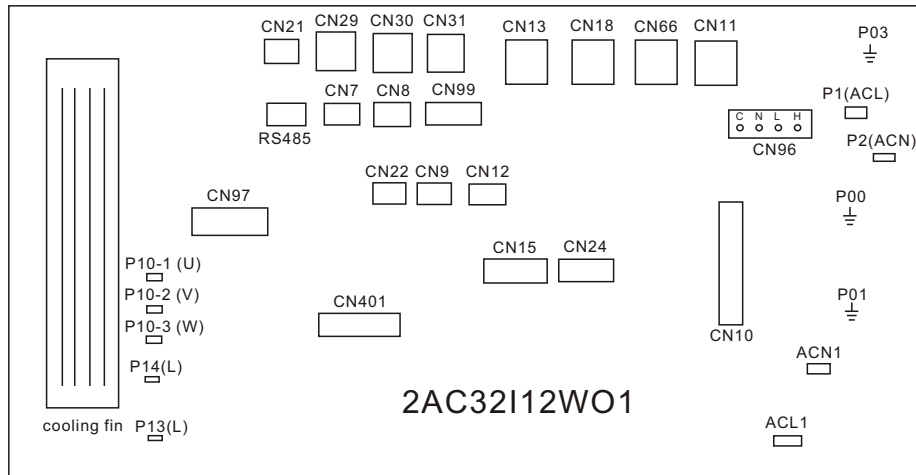 CN21 CN29 CN30 CN31 CN13 CN18 CN66 CN11 P03
P1(ACL)
RS485 CN7 CN8 CN99
C N L H
CN96
P2(ACN)
CN22 CN9 CN12
CN97
P00
CN15 CN24
P10-1 (U)
P10-2 (V)
CN401
P01
P10-3 (W)
CN10
ACN1
P14(L)
2AC32I12WO1
cooling fin P13(L)
ACL1